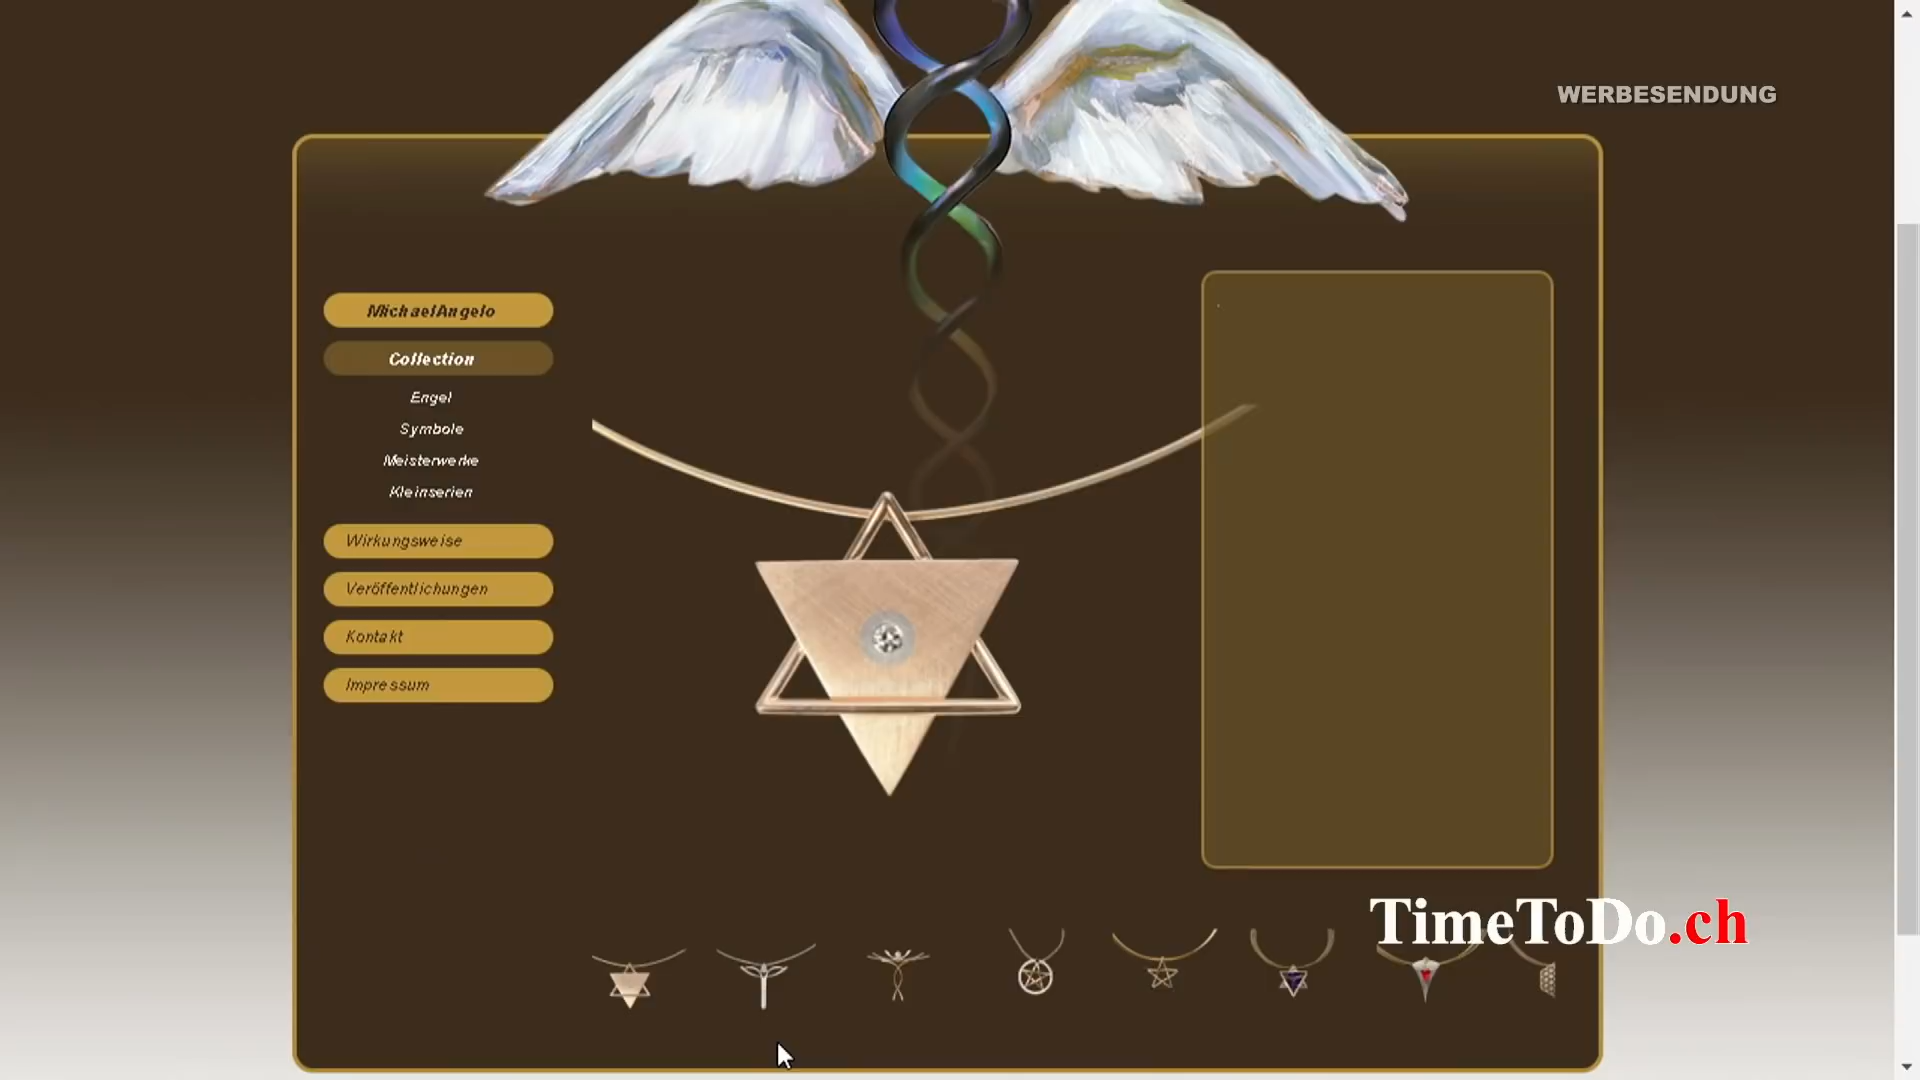 WERBESENDUNG
MichaelAngelo
Collection
Engel
Symbole
Meisterwerke
Kleinserien
Wirkungsweise
Veröffentlichungen
Kontakt
Impressum
TimeToDo.ch